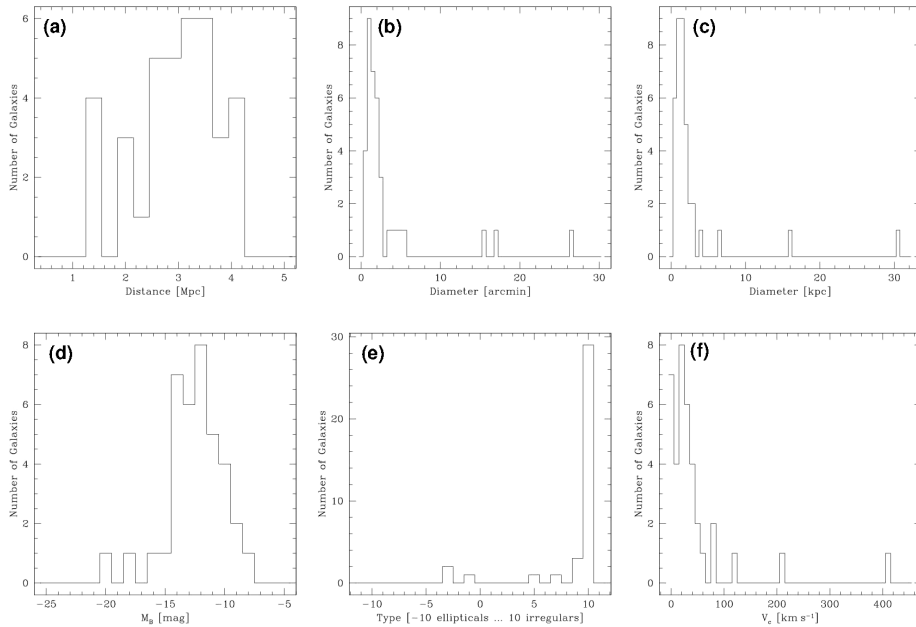 (a)
6
4
2
0
Number of Galaxies
1 2 3 4 5
Distance [Mpc]
(b)
8
6
4
2
0
Number of Galaxies
0 10 20 30
Diameter [arcmin]
(c)
8
6
4
2
0
Number of Galaxies
0 10 20 30
Diameter [kpc]
(d)
8
6
4
2
0
Number of Galaxies
−25 −20 −15 −10 −5
M_B [mag]
(e)
30
20
10
0
Number of Galaxies
−10 −5 0 5 10
Type [−10 ellipticals ... 10 irregulars]
(f)
8
6
4
2
0
Number of Galaxies
0 100 200 300 400
[km s⁻¹]